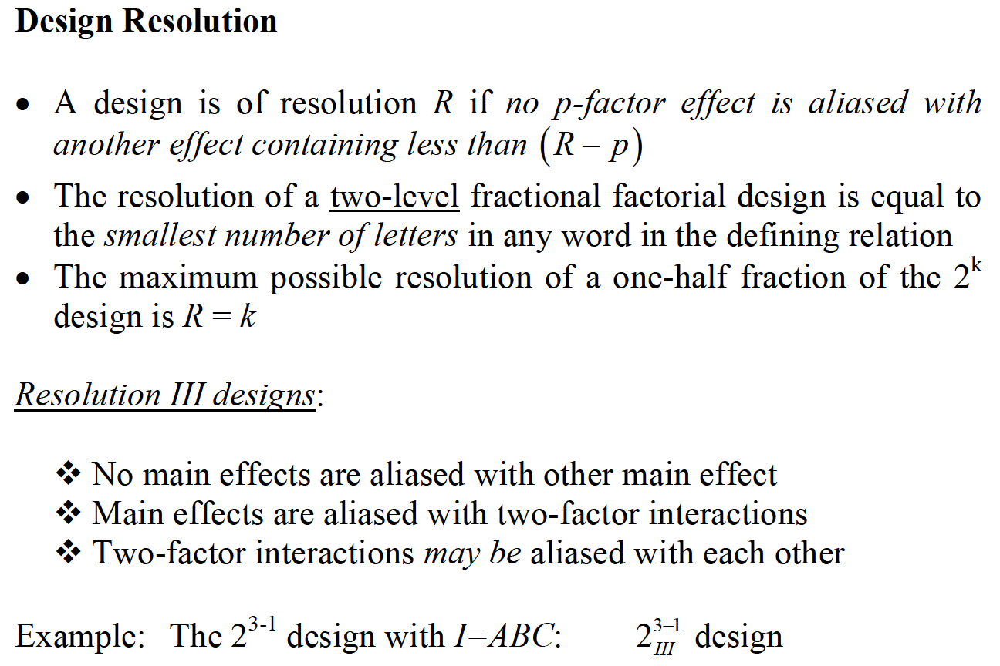 Design Resolution
• A design is of resolution R if no p-factor effect is aliased with
another effect containing less than (R – p)
• The resolution of a two-level fractional factorial design is equal to
the smallest number of letters in any word in the defining relation
• The maximum possible resolution of a one-half fraction of the 2^k
design is R = k
Resolution III designs:
❖ No main effects are aliased with other main effect
❖ Main effects are aliased with two-factor interactions
❖ Two-factor interactions may be aliased with each other
Example: The 2^{3-1} design with I=ABC: 2_{III}^{3–1} design